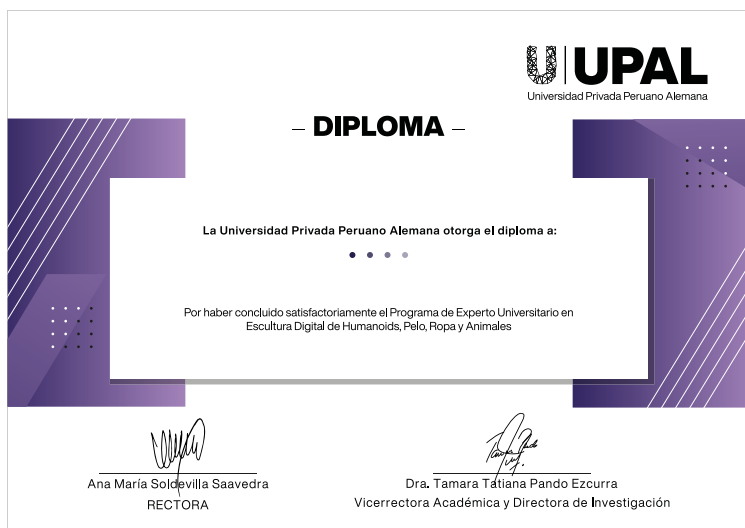 UPAL
Universidad Privada Peruano Alemana
– DIPLOMA –
La Universidad Privada Peruano Alemana otorga el diploma a:
Por haber concluido satisfactoriamente el Programa de Experto Universitario en
Escultura Digital de Humanoids, Pelo, Ropa y Animales
Ana María Soldevilla Saavedra
RECTORA
Dra. Tamara Tatiana Pando Ezcurra
Vicerrectora Académica y Directora de Investigación